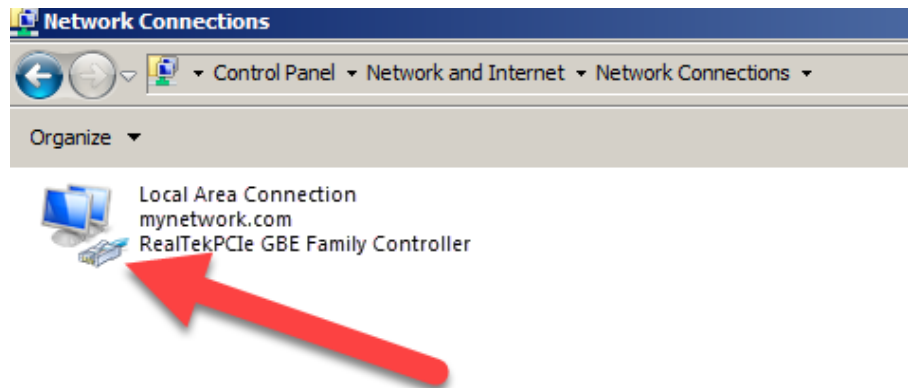 Network Connections
Control Panel Network and Internet Network Connections
Organize
Local Area Connection
mynetwork.com
RealTekPCIe GBE Family Controller